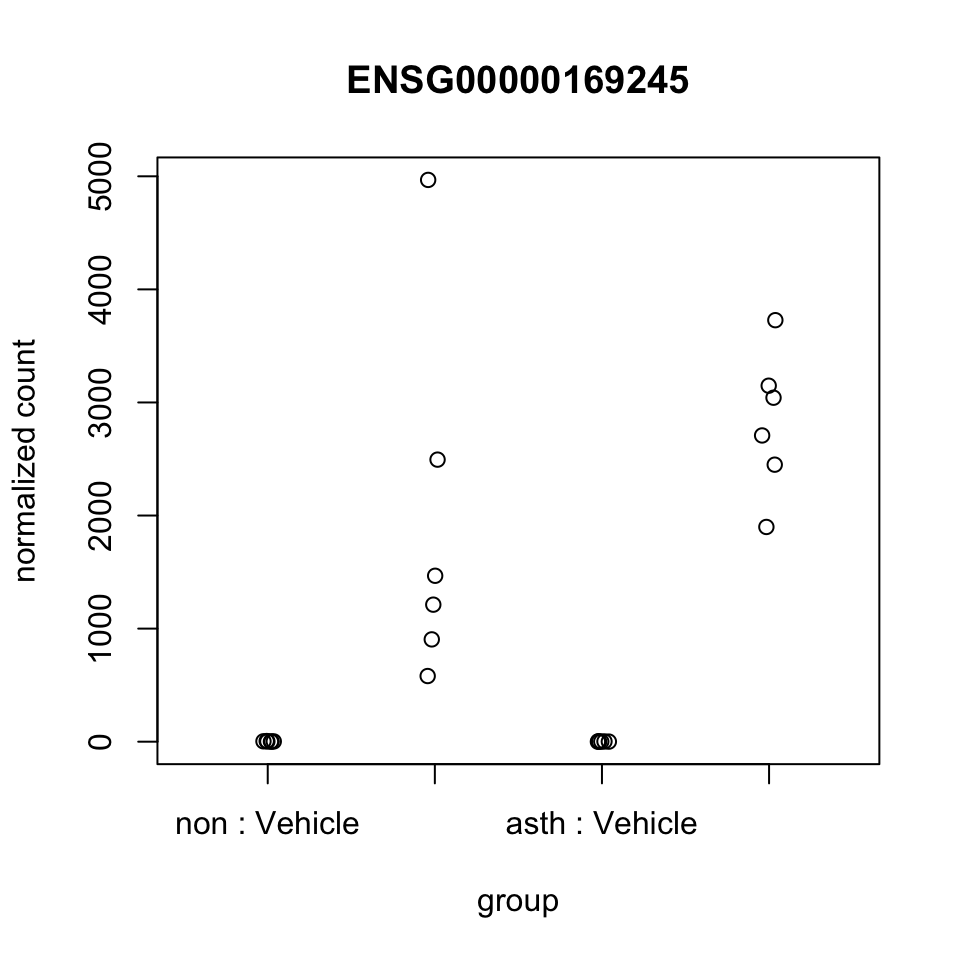 ENSG00000169245
normalized count
5000
4000
3000
2000
1000
0
non : Vehicle
asth : Vehicle
group